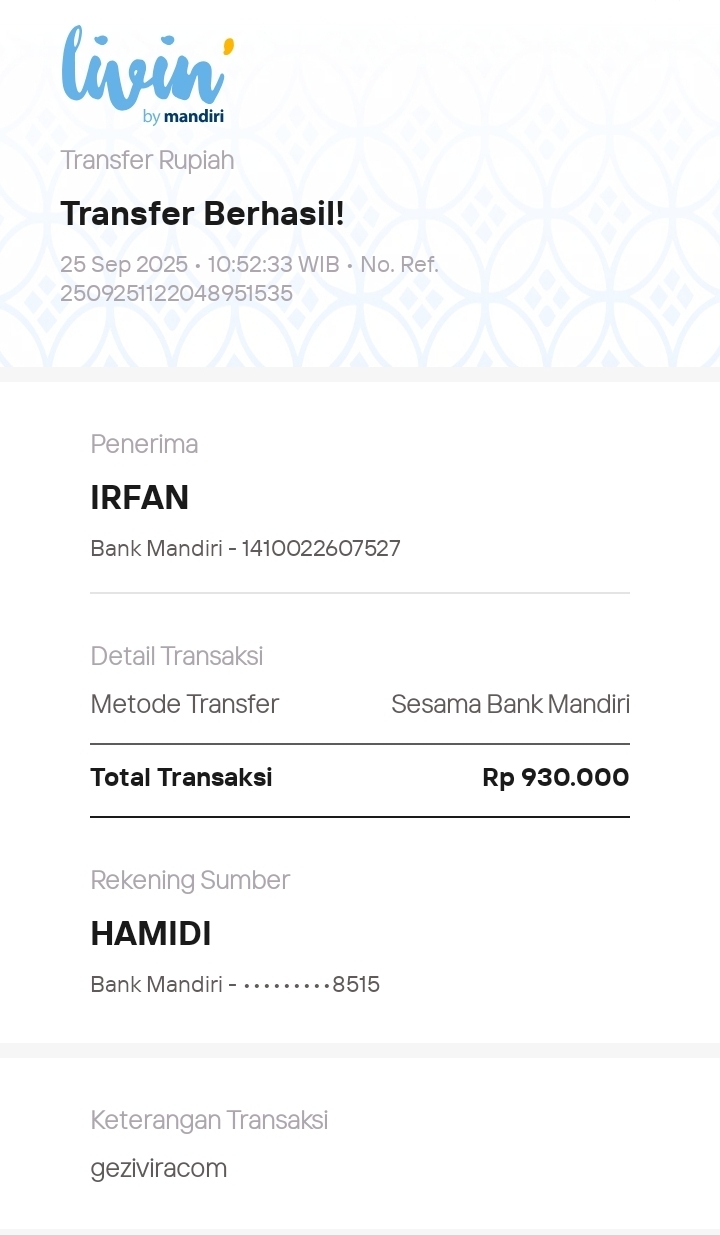 livin'
by mandiri
Transfer Rupiah
Transfer Berhasil!
25 Sep 2025 • 10:52:33 WIB • No. Ref.
2509251122048951535
Penerima
IRFAN
Bank Mandiri - 1410022607527
Detail Transaksi
Metode Transfer Sesama Bank Mandiri
Total Transaksi Rp 930.000
Rekening Sumber
HAMIDI
Bank Mandiri - •••••••••8515
Keterangan Transaksi
geziviracom